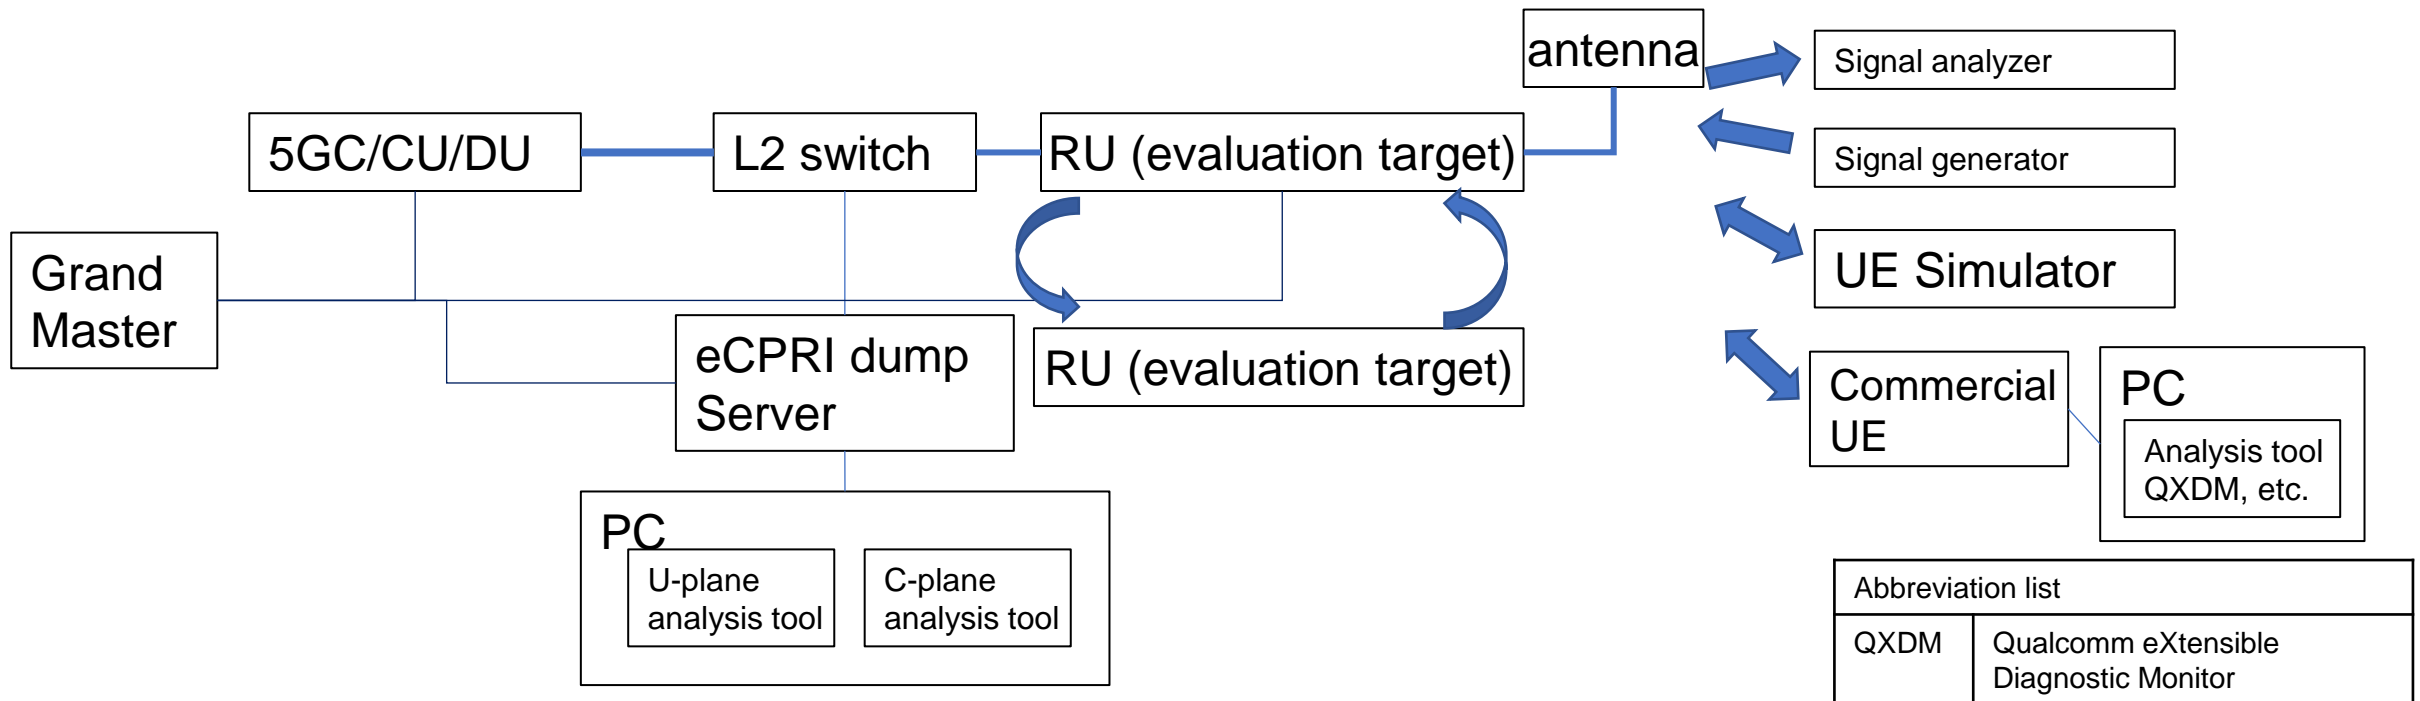 antenna
Signal analyzer
5GC/CU/DU
L2 switch
RU (evaluation target)
Signal generator
Grand
Master
UE Simulator
eCPRI dump
Server
RU (evaluation target)
Commercial
UE
PC
Analysis tool
QXDM, etc.
PC
U-plane
analysis tool
C-plane
analysis tool
Abbreviation list
QXDM
Qualcomm eXtensible
Diagnostic Monitor